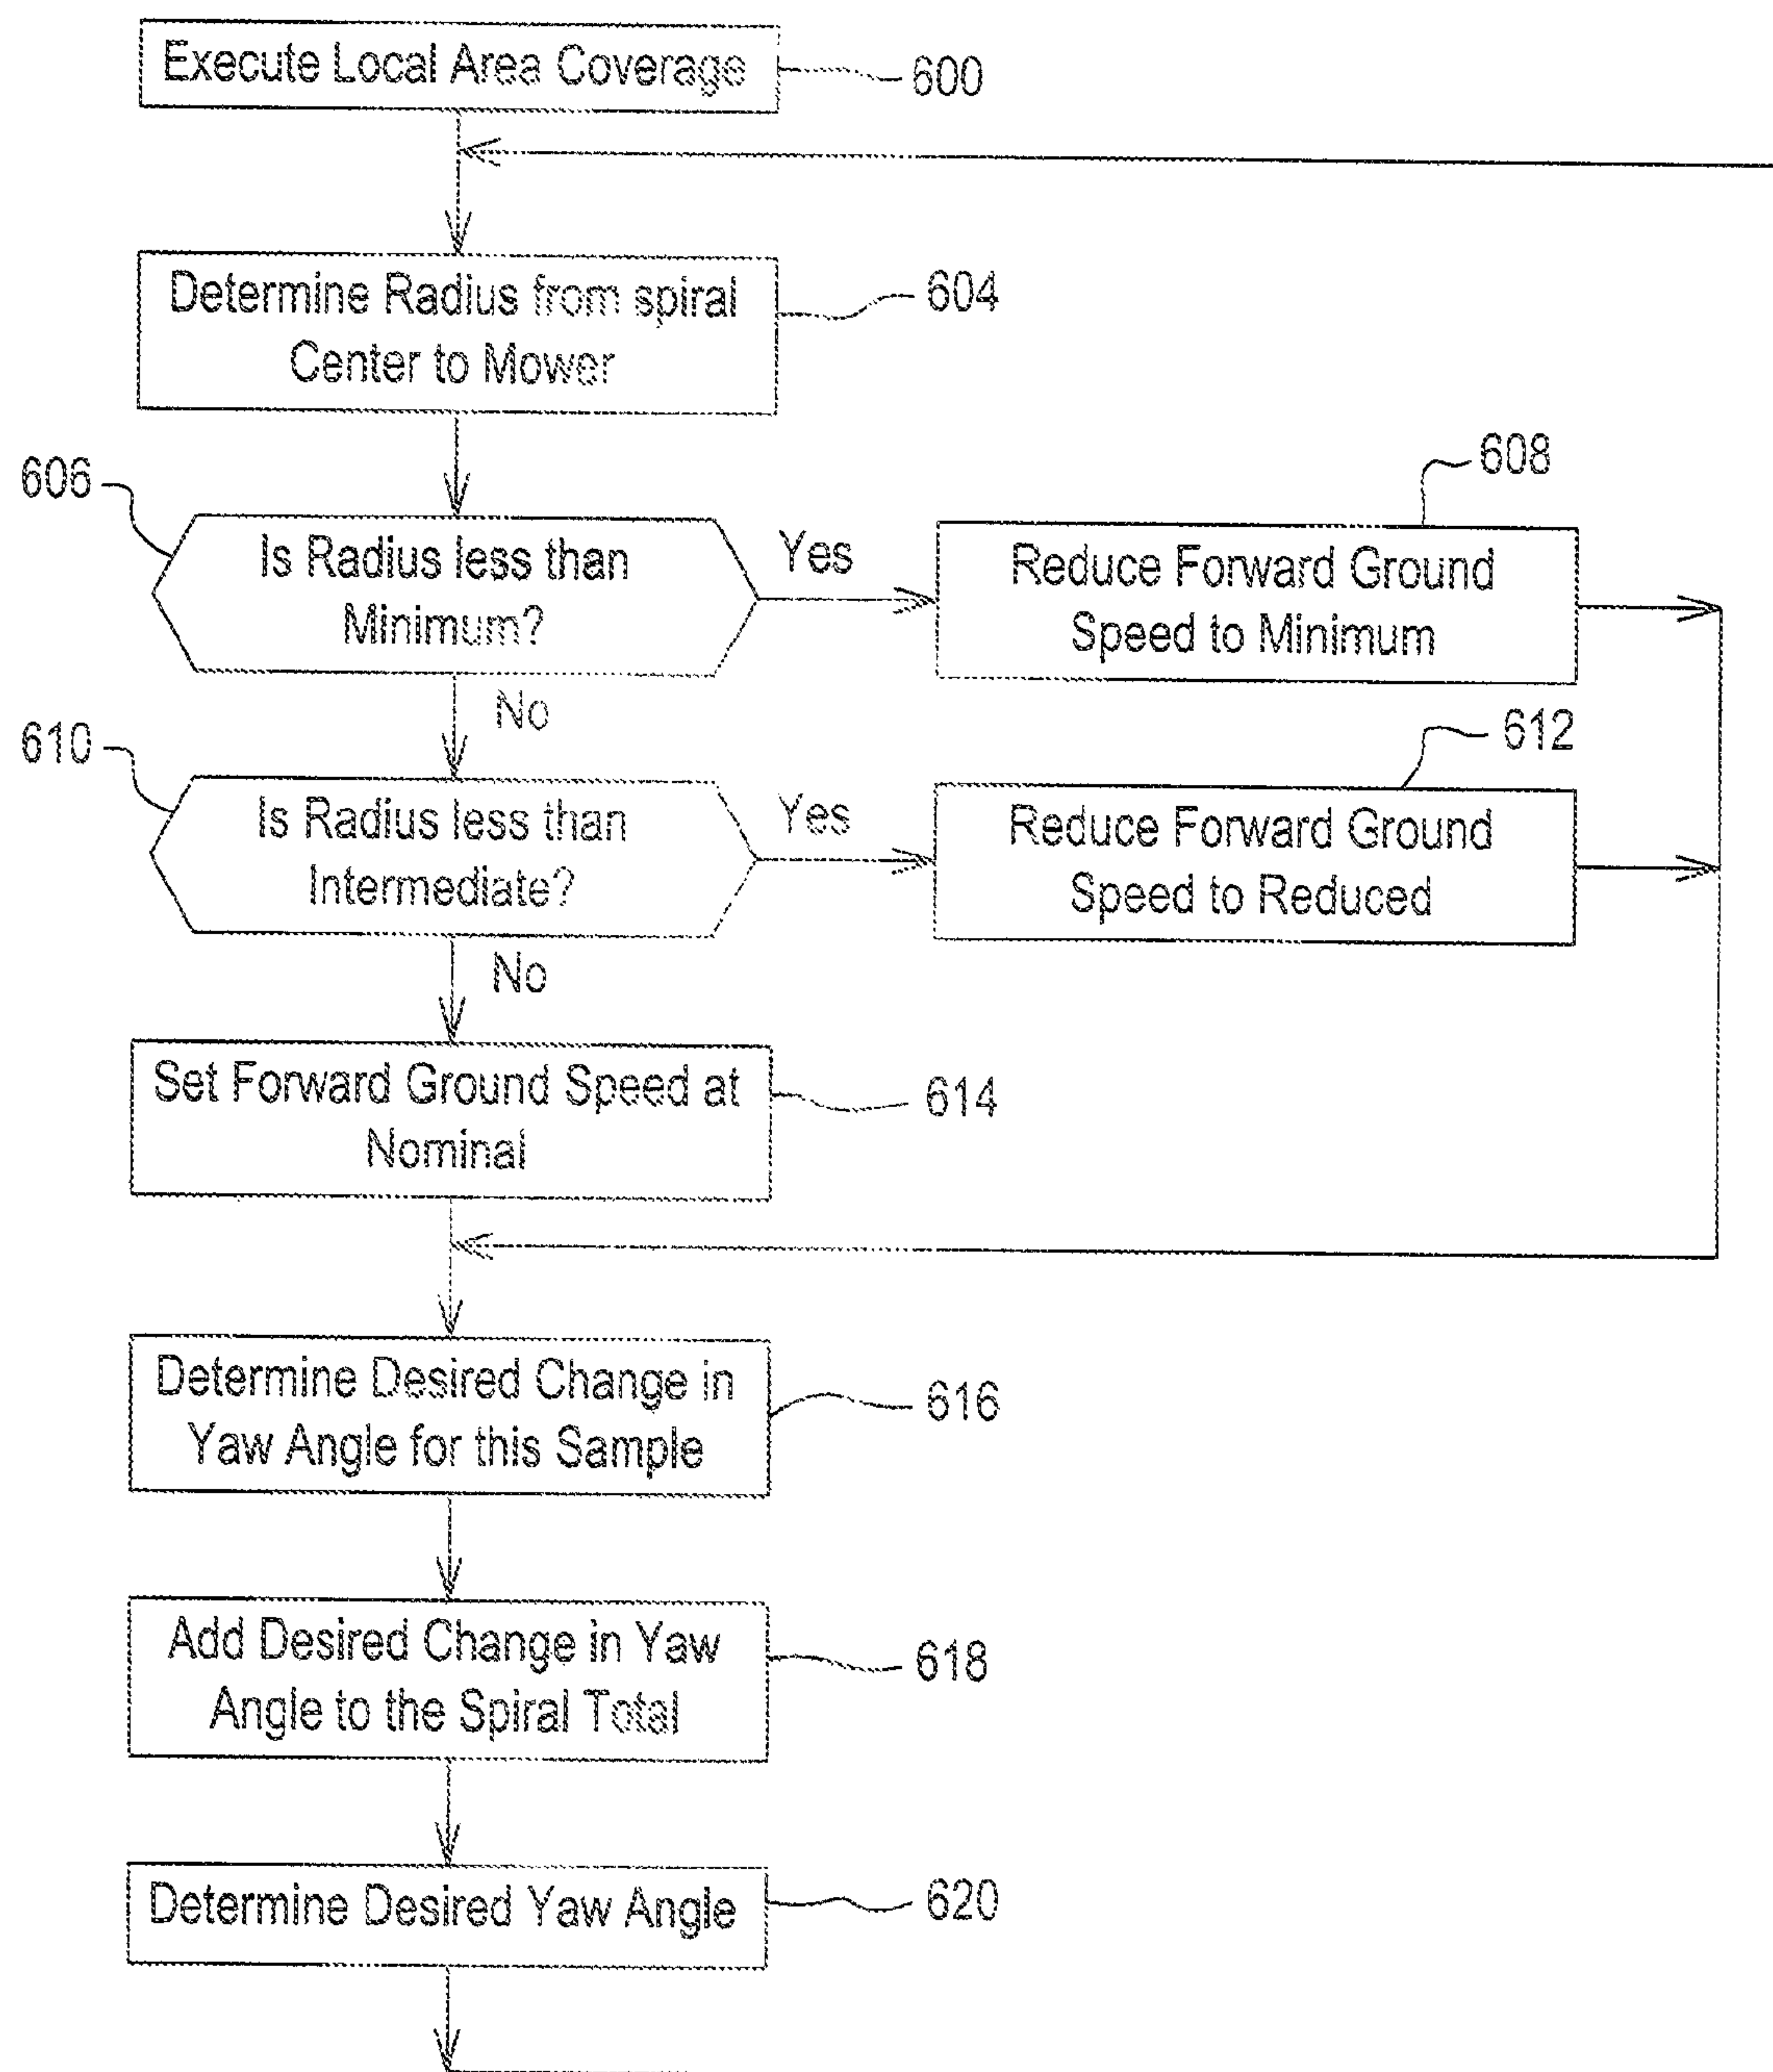 Execute Local Area Coverage
600
Determine Radius from spiral
Center to Mower
604
606
Is Radius less than
Minimum?
Yes
608
Reduce Forward Ground
Speed to Minimum
No
610
Is Radius less than
Intermediate?
Yes
612
Reduce Forward Ground
Speed to Reduced
No
Set Forward Ground Speed at
Nominal
614
Determine Desired Change in
Yaw Angle for this Sample
616
Add Desired Change in Yaw
Angle to the Spiral Total
618
Determine Desired Yaw Angle
620